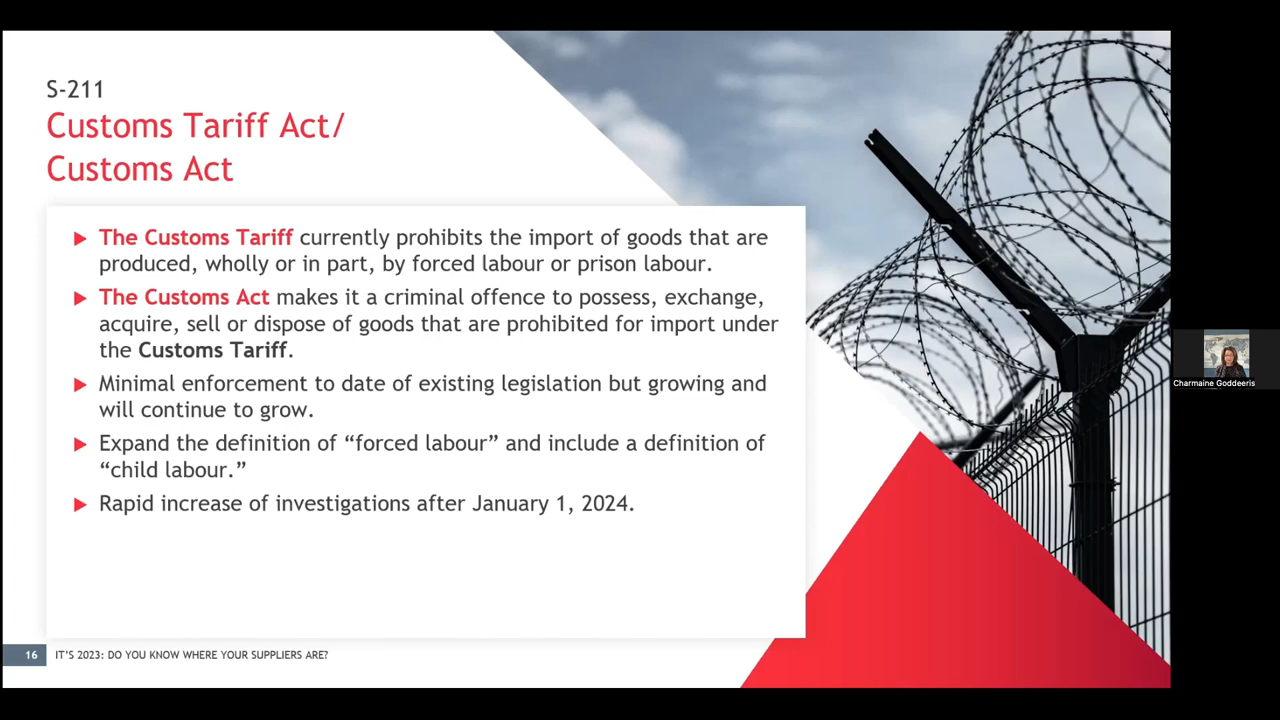 S-211
Customs Tariff Act/
Customs Act
► The Customs Tariff currently prohibits the import of goods that are
produced, wholly or in part, by forced labour or prison labour.
► The Customs Act makes it a criminal offence to possess, exchange,
acquire, sell or dispose of goods that are prohibited for import under
the Customs Tariff.
► Minimal enforcement to date of existing legislation but growing and
will continue to grow.
► Expand the definition of “forced labour” and include a definition of
“child labour.”
► Rapid increase of investigations after January 1, 2024.
16 IT'S 2023: DO YOU KNOW WHERE YOUR SUPPLIERS ARE?
Charmaine Goddeeris